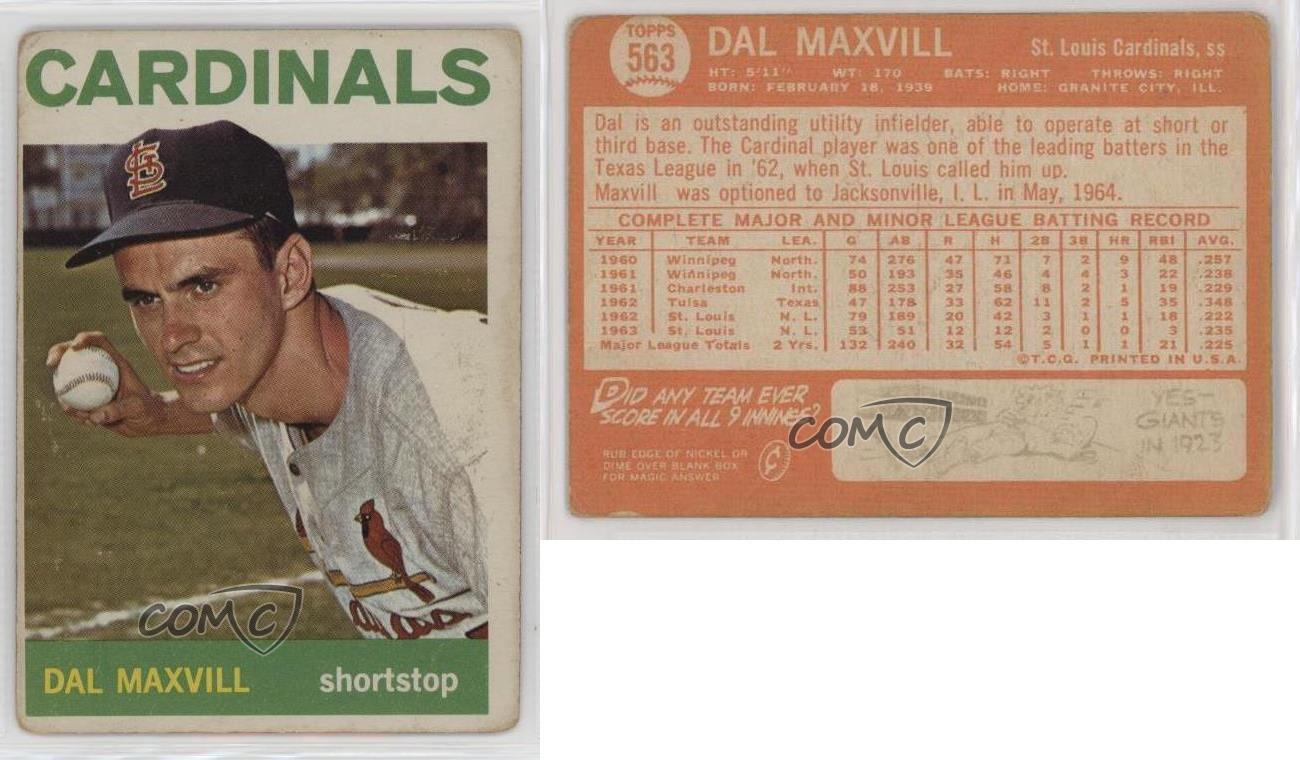 CARDINALS
STL
DAL MAXVILL shortstop
COMC
TOPPS
563
DAL MAXVILL St. Louis Cardinals, ss
HT: 5'11" WT: 170 BATS: RIGHT THROWS: RIGHT
BORN: FEBRUARY 18, 1939 HOME: GRANITE CITY, ILL.
Dal is an outstanding utility infielder, able to operate at short or
third base. The Cardinal player was one of the leading batters in the
Texas League in '62, when St. Louis called him up.
Maxvill was optioned to Jacksonville, I. L. in May, 1964.
COMPLETE MAJOR AND MINOR LEAGUE BATTING RECORD
YEAR TEAM LEA. G AB R H 2B 3B HR RBI AVG.
1960 Winnipeg North. 74 276 47 71 7 2 9 48 .257
1961 Winnipeg North. 50 193 35 46 4 4 3 22 .238
1961 Charleston Int. 88 253 27 58 8 2 1 19 .229
1962 Tulsa Texas 47 178 33 62 11 2 5 35 .348
1962 St. Louis N. L. 79 189 20 42 3 1 1 18 .222
1963 St. Louis N. L. 53 51 12 12 2 0 0 3 .235
Major League Totals 2 Yrs. 132 240 32 54 5 1 1 21 .225
©T.C.G. PRINTED IN U.S.A.
DID ANY TEAM EVER
SCORE IN ALL 9 INNINGS?
RUB EDGE OF NICKEL OR
DIME OVER BLANK BOX
FOR MAGIC ANSWER
¢
YES-
GIANTS
IN 1923
COMC